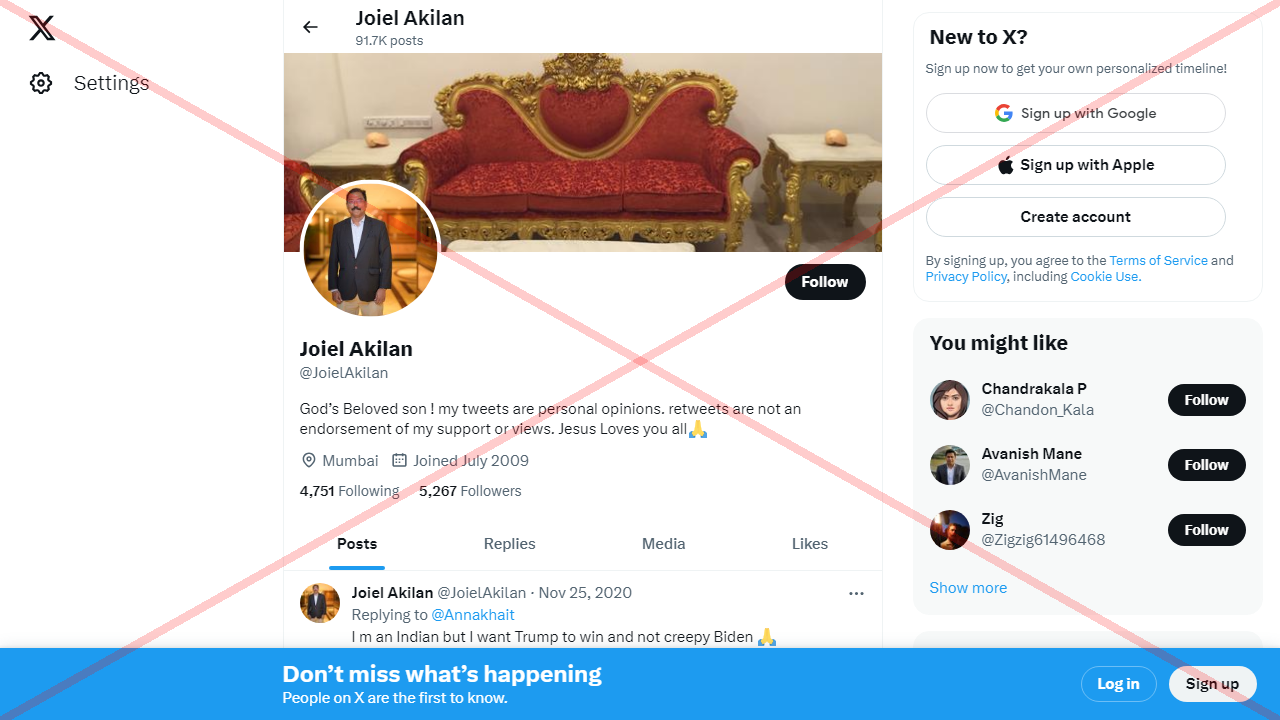 Settings
Joiel Akilan
91.7K posts
Follow
Joiel Akilan
@JoielAkilan
God’s Beloved son ! my tweets are personal opinions. retweets are not an
endorsement of my support or views. Jesus Loves you all🙏
Mumbai Joined July 2009
4,751 Following 5,267 Followers
Posts Replies Media Likes
Joiel Akilan @JoielAkilan · Nov 25, 2020
Replying to @Annakhait
I m an Indian but I want Trump to win and not creepy Biden 🙏
New to X?
Sign up now to get your own personalized timeline!
Sign up with Google
Sign up with Apple
Create account
By signing up, you agree to the Terms of Service and
Privacy Policy, including Cookie Use.
You might like
Chandrakala P
@Chandon_Kala
Follow
Avanish Mane
@AvanishMane
Follow
Zig
@Zigzig61496468
Follow
Show more
Don’t miss what’s happening
People on X are the first to know.
Log in
Sign up